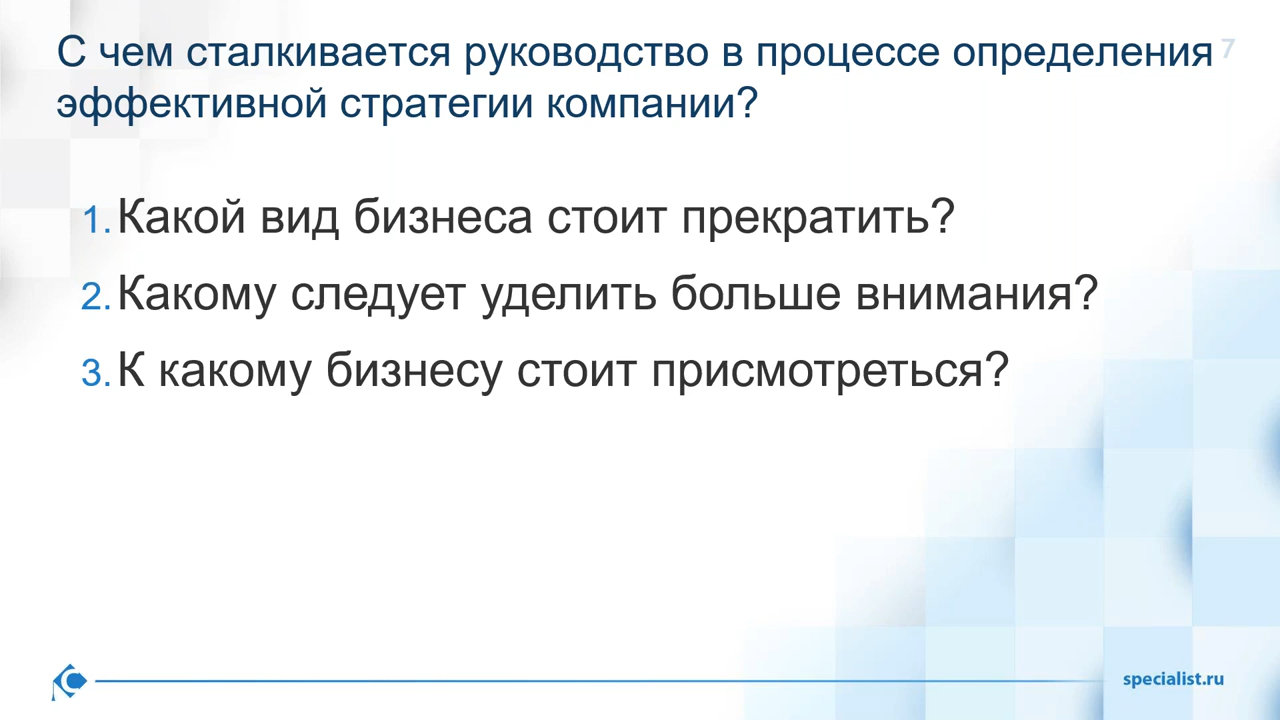 С чем сталкивается руководство в процессе определения 7
эффективной стратегии компании?
1. Какой вид бизнеса стоит прекратить?
2. Какому следует уделить больше внимания?
3. К какому бизнесу стоит присмотреться?
specialist.ru